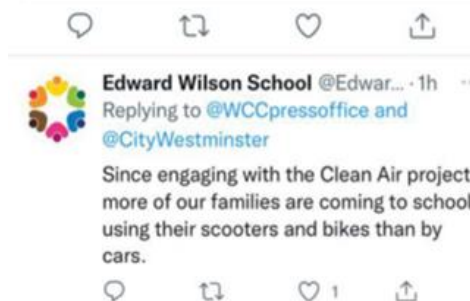 Edward Wilson School @Edwar... · 1h
Replying to @WCCpressoffice and
@CityWestminster
Since engaging with the Clean Air project
more of our families are coming to school
using their scooters and bikes than by
cars.
1